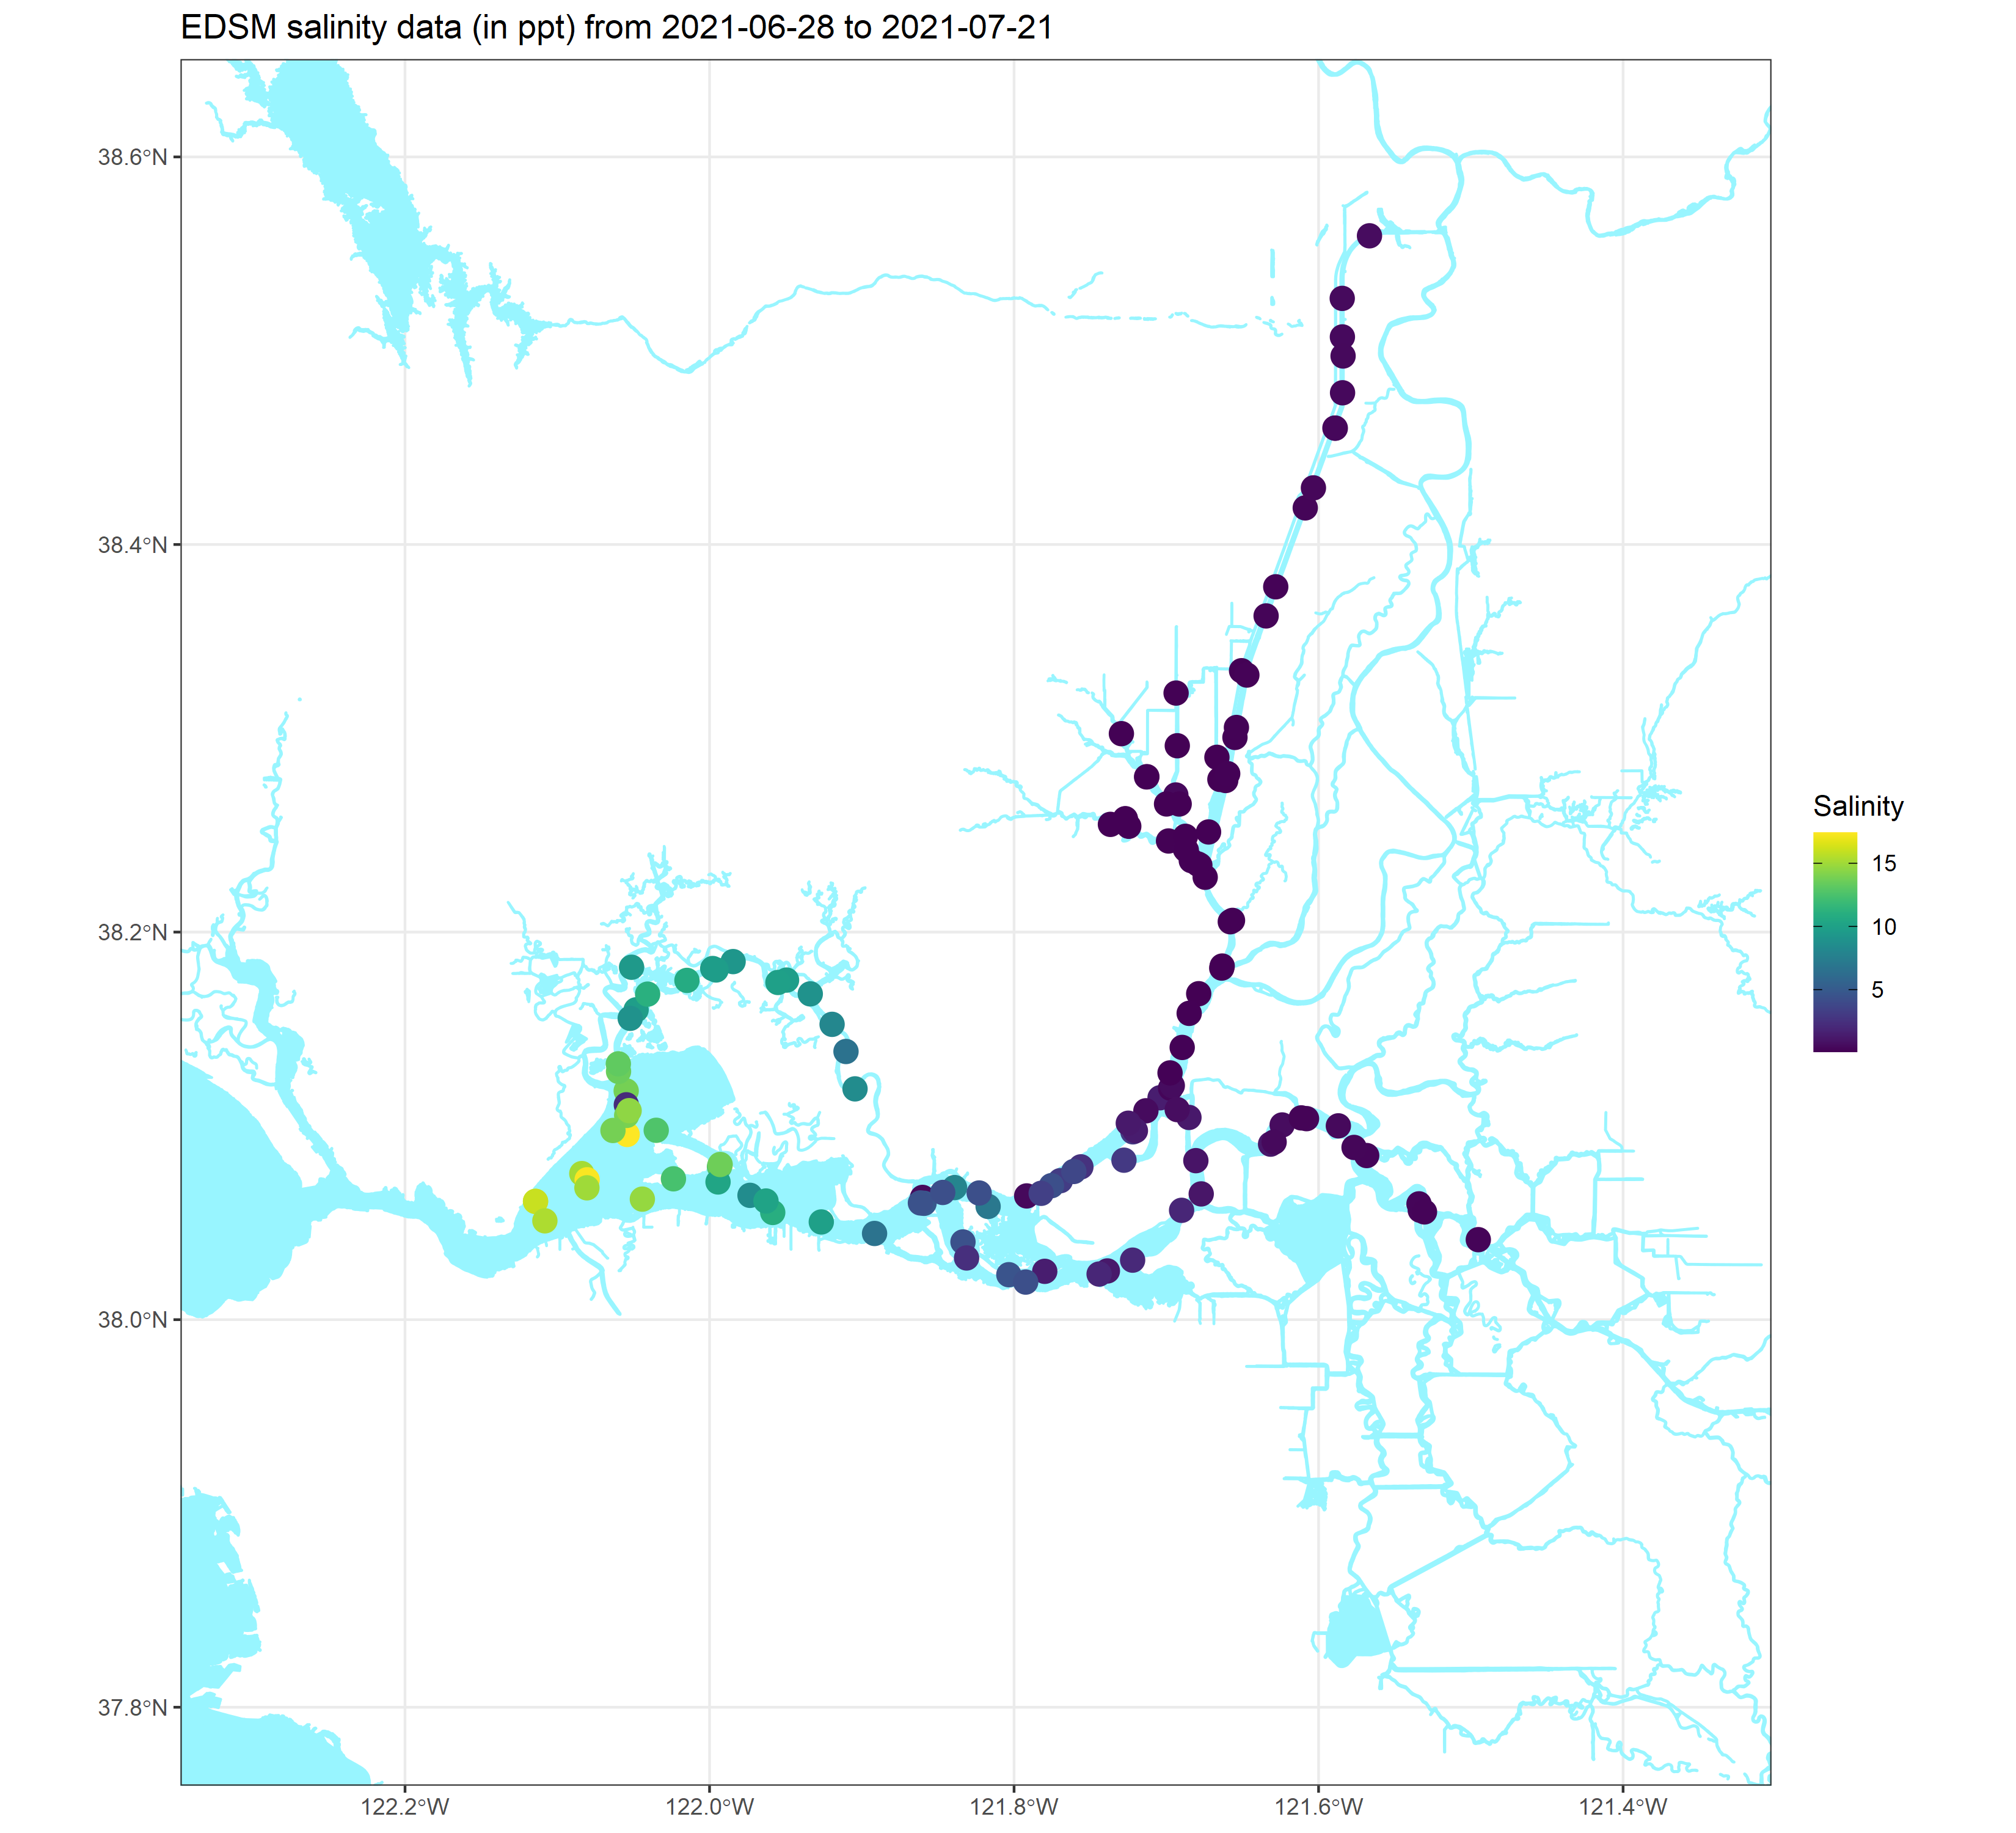 EDSM salinity data (in ppt) from 2021-06-28 to 2021-07-21
38.6°N
38.4°N
38.2°N
38.0°N
37.8°N
122.2°W
122.0°W
121.8°W
121.6°W
121.4°W
Salinity
15
10
5